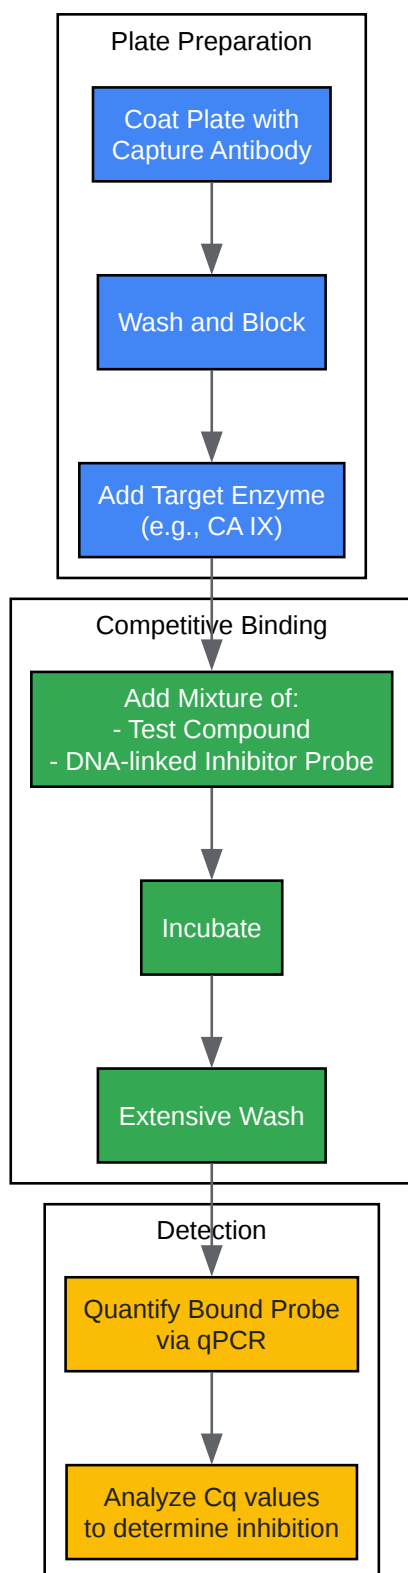 Plate Preparation
Coat Plate with
Capture Antibody
Wash and Block
Add Target Enzyme
(e.g., CA IX)
Competitive Binding
Add Mixture of:
- Test Compound
- DNA-linked Inhibitor Probe
Incubate
Extensive Wash
Detection
Quantify Bound Probe
via qPCR
Analyze Cq values
to determine inhibition